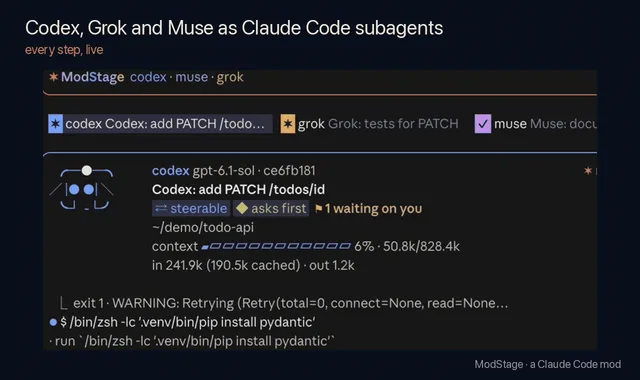 Codex, Grok and Muse as Claude Code subagents
every step, live
✶ ModStage codex · muse · grok
✶ codex Codex: add PATCH /todo… ✶ grok Grok: tests for PATCH ✓ muse Muse: docu
codex gpt-6.1-sol · ce6fb181
Codex: add PATCH /todos/id
⇄ steerable ◆ asks first ⚑ 1 waiting on you
~/demo/todo-api
context ▰▱▱▱▱▱▱▱▱▱▱▱ 6% · 50.8k/828.4k
in 241.9k (190.5k cached) · out 1.2k
⎿ exit 1 · WARNING: Retrying (Retry(total=0, connect=None, read=None…
● $ /bin/zsh -lc '.venv/bin/pip install pydantic'
· run `/bin/zsh -lc '.venv/bin/pip install pydantic'`
ModStage · a Claude Code mod